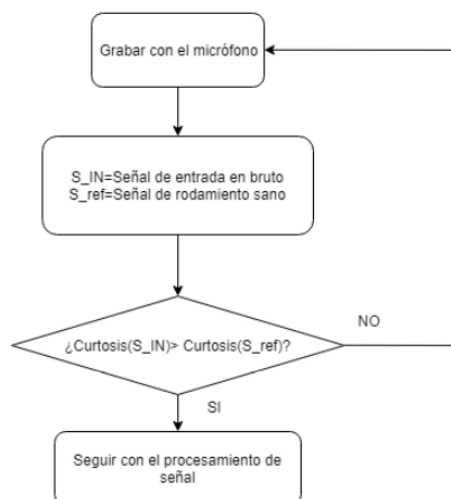 Grabar con el micrófono
S_IN=Señal de entrada en bruto
S_ref=Señal de rodamiento sano
¿Curtosis(S_IN)> Curtosis(S_ref)?
NO
SI
Seguir con el procesamiento de
señal